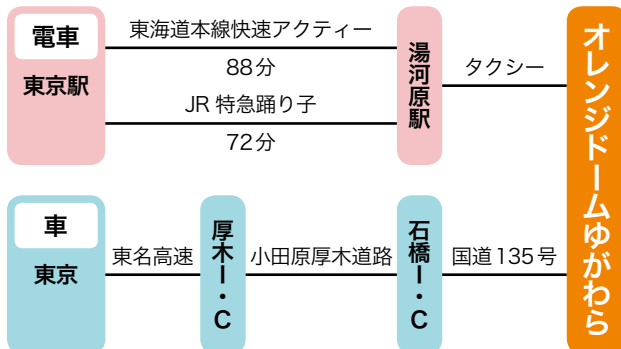 電車
東京駅
東海道本線快速アクティー
88分
JR 特急踊り子
72分
湯河原駅
タクシー
オレンジドームゆがわら
車
東京
東名高速
厚木I・C
小田原厚木道路
石橋I・C
国道135号